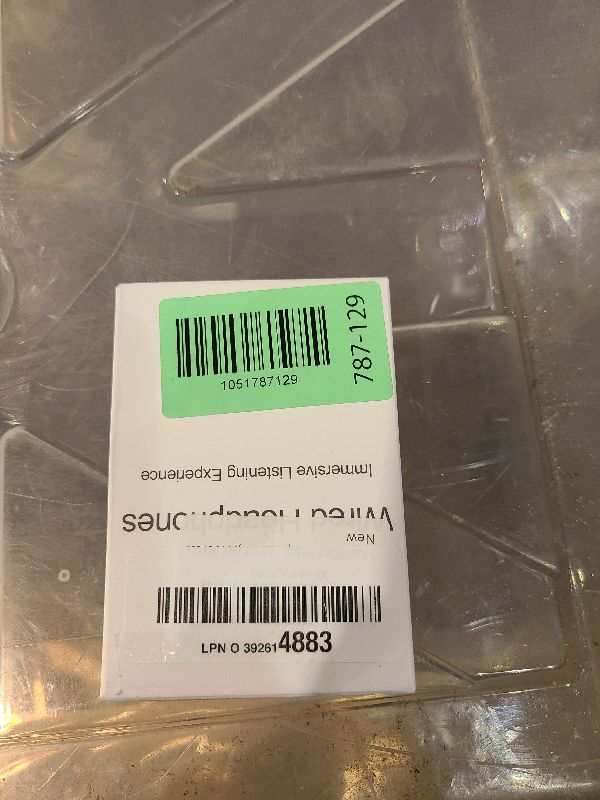 1051787129
787-129
Immersive Listening Experience
Wired Headphones
New
LPN O 392614883